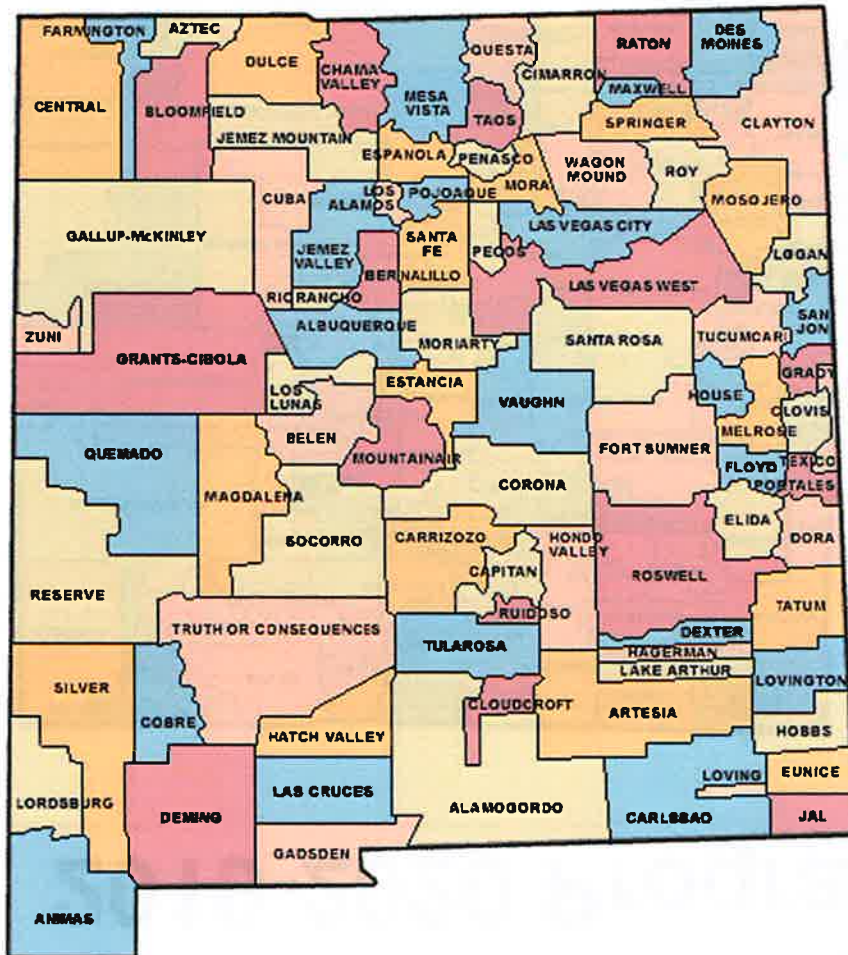 FARMINGTON
AZTEC
DULCE
CHAMA
VALLEY
MESA
VISTA
QUESTA
CIMARRON
RATON
DES
MOINES
CENTRAL
BLOOMFIELD
TAOS
MAXWELL
SPRINGER
CLAYTON
JEMEZ MOUNTAIN
ESPANOLA
PENASCO
MORA
WAGON
MOUND
ROY
MOSQJERO
CUBA
LOS
ALAMOS
POJOAQUE
GALLUP-McKINLEY
JEMEZ
VALLEY
SANTA
FE
PECOS
LAS VEGAS CITY
LOGAN
BERNALILLO
LAS VEGAS WEST
RIO RANCHO
ALBUQUERQUE
SAN
JON
ZUNI
GRANTS-CIBOLA
MORIARTY
SANTA ROSA
TUCUMCARI
GRADY
LOS
LUNAS
ESTANCIA
VAUGHN
HOUSE
CLOVIS
BELEN
MELROSE
QUEMADO
MOUNTAINAIR
FORT SUMNER
FLOYD
TEXICO
PORTALES
MAGDALENA
CORONA
ELIDA
SOCORRO
CARRIZOZO
HONDO
VALLEY
DORA
CAPITAN
ROSWELL
RESERVE
RUIDOSO
TATUM
TRUTH OR CONSEQUENCES
TULAROSA
DEXTER
HAGERMAN
LAKE ARTHUR
SILVER
COBRE
CLOUDCROFT
ARTESIA
LOVINGTON
HATCH VALLEY
HOBBS
LORDSBURG
DEMING
LAS CRUCES
ALAMOGORDO
LOVING
EUNICE
CARLSBAD
JAL
GADSDEN
ANIMAS